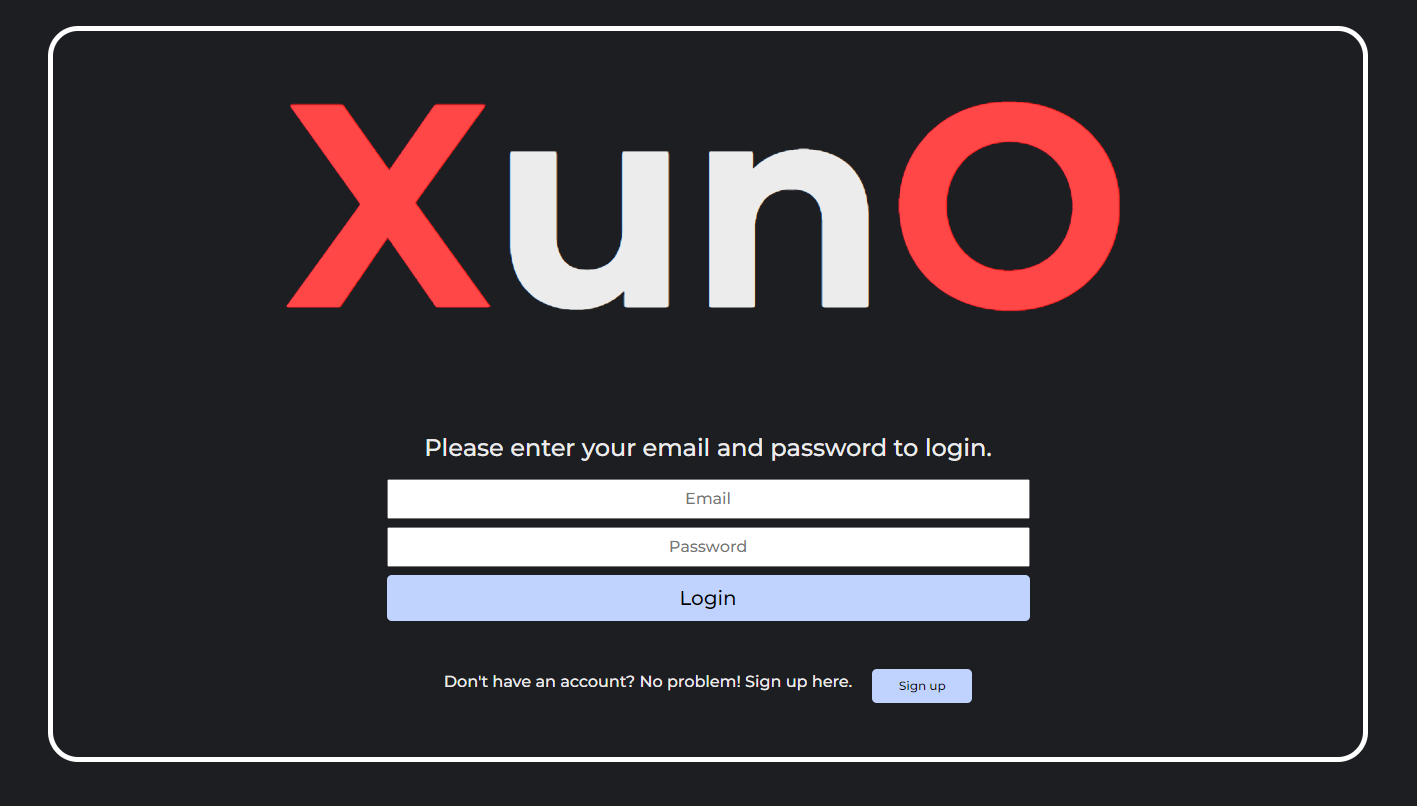 XunO
Please enter your email and password to login.
Email
Password
Login
Don't have an account? No problem! Sign up here.
Sign up